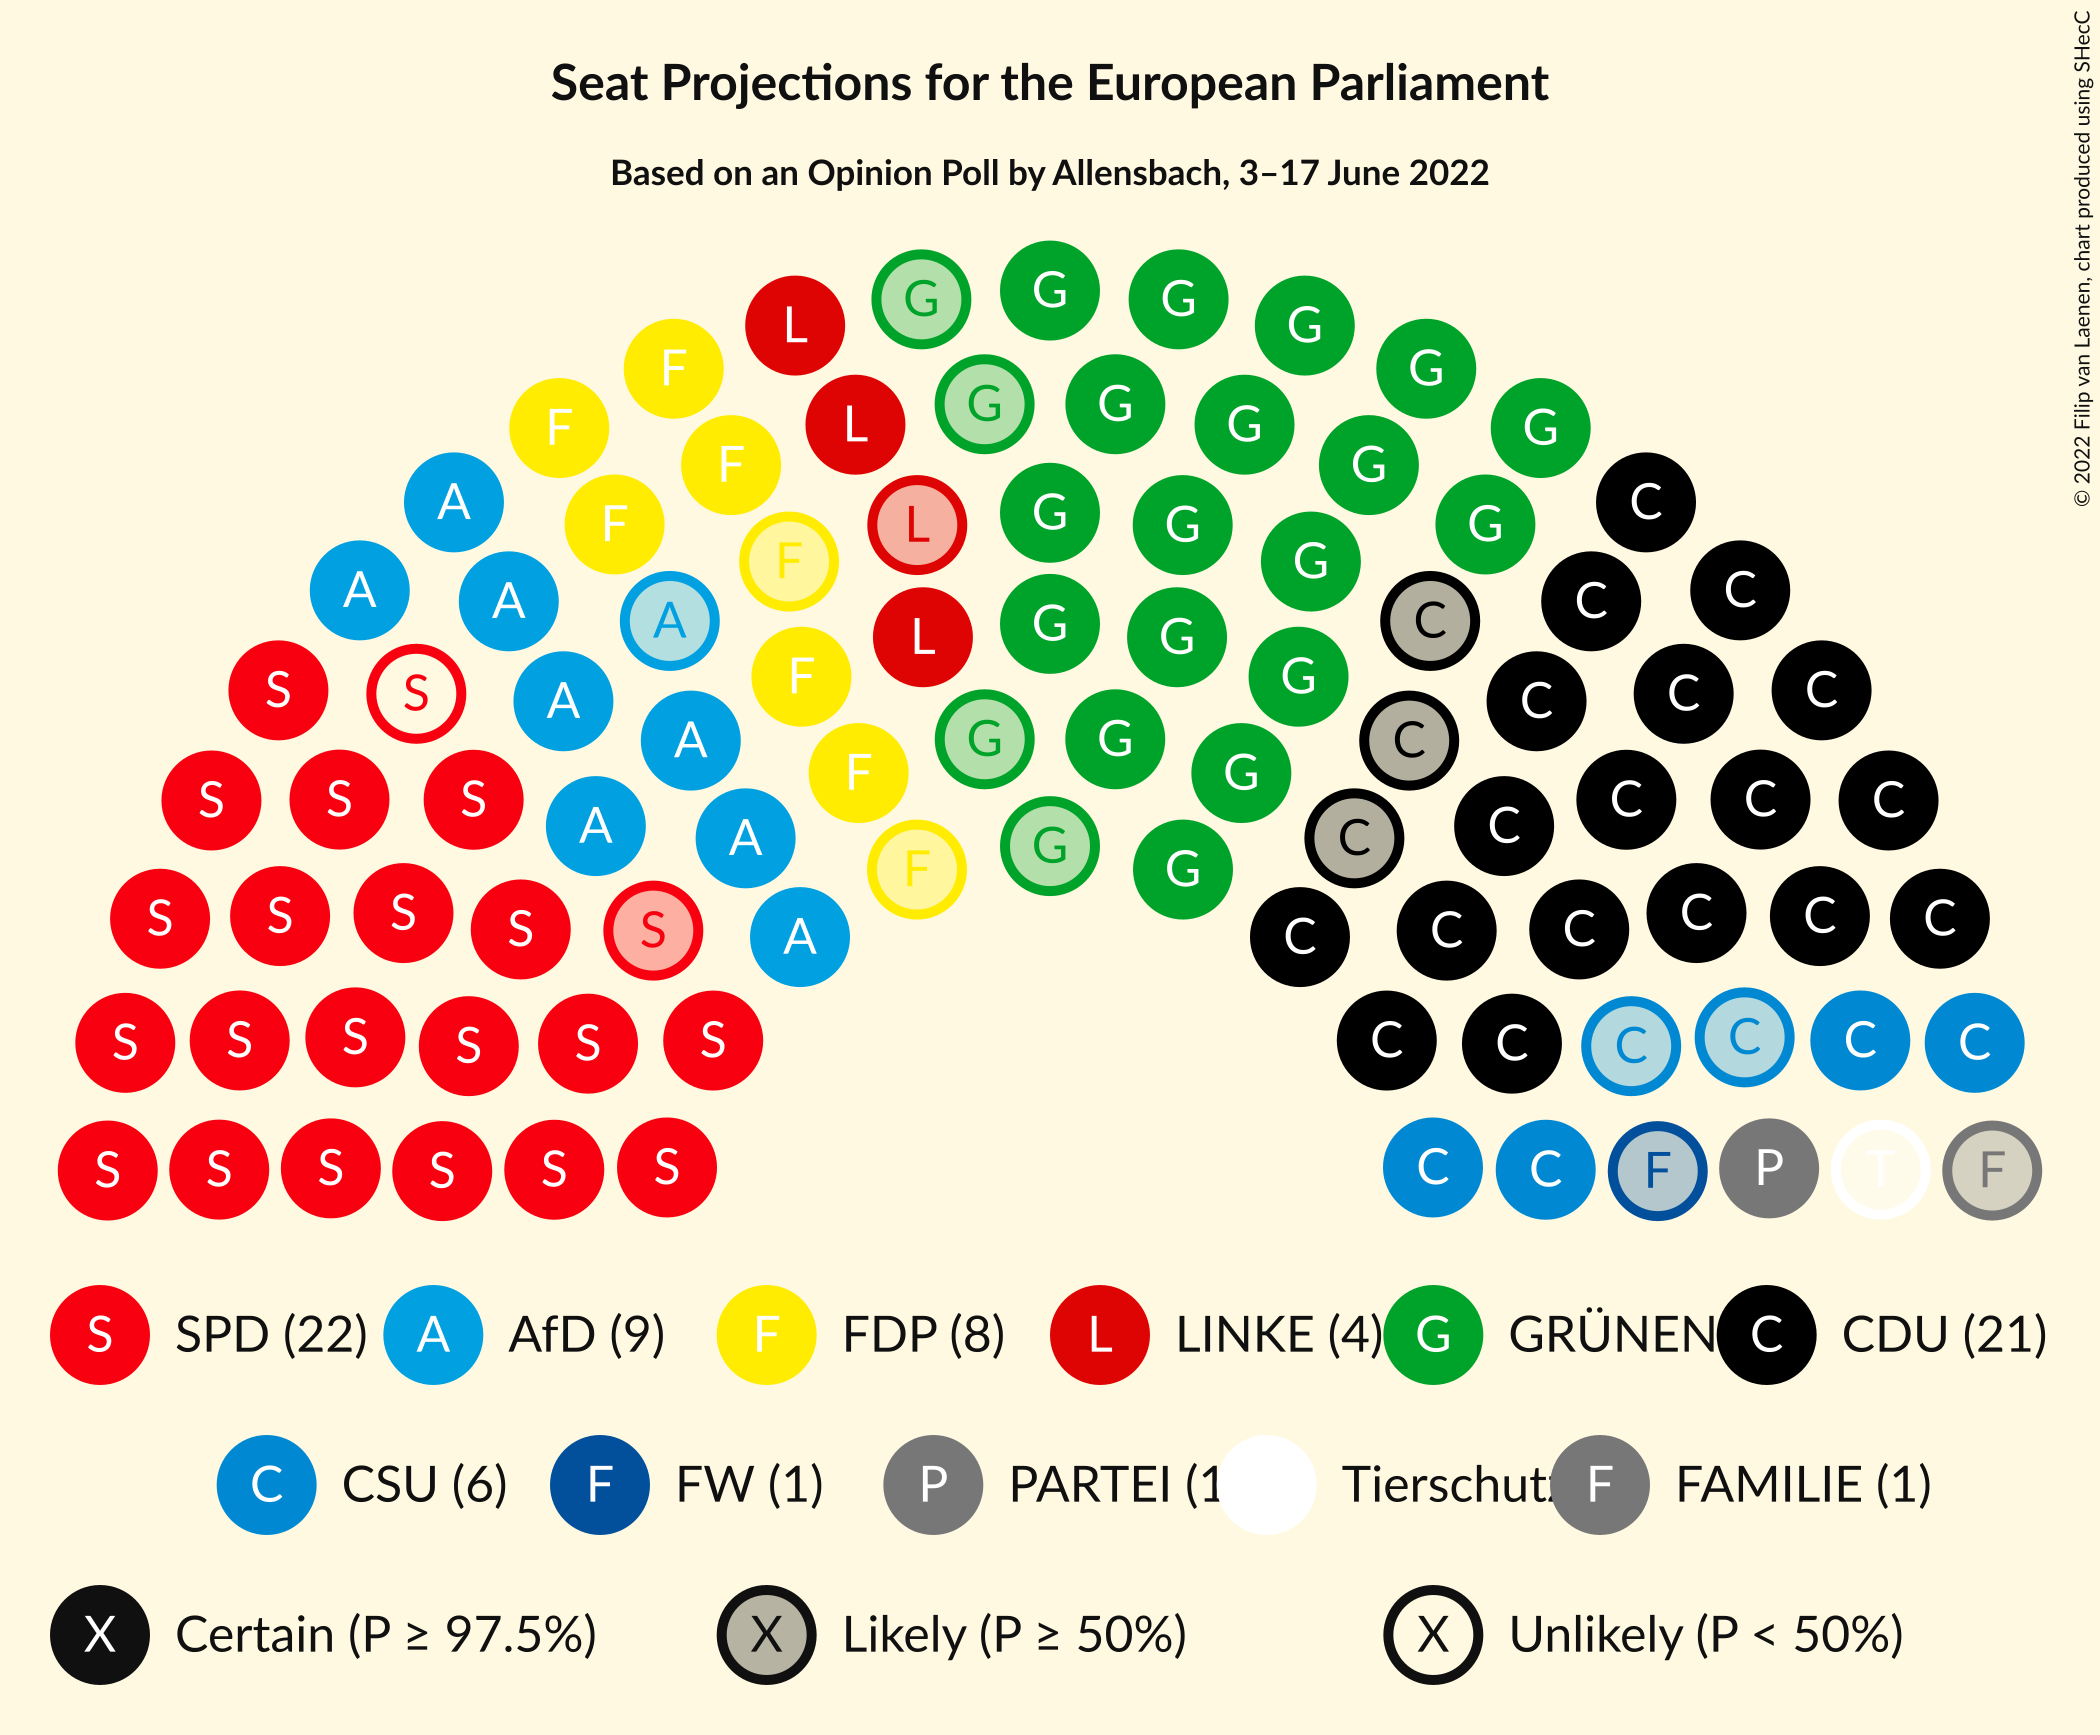 Seat Projections for the European Parliament
Based on an Opinion Poll by Allensbach, 3–17 June 2022
© 2022 Filip van Laenen, chart produced using SHecC
G G G
L G
F G
G G
F L G G
F G
A F L G G G C
F G
A A A L G G C C C
S S A F G C C C
A G G C
F G
S S S A A C C C C C
F G G
S S S S S A C C C C C C C
S S S S S S C C C C C C
S S S S S S C C F P T F
S SPD (22) A AfD (9) F FDP (8) L LINKE (4) G GRÜNEN C CDU (21)
C CSU (6) F FW (1) P PARTEI (1 Tierschutz F FAMILIE (1)
X Certain (P ≥ 97.5%) X Likely (P ≥ 50%) X Unlikely (P < 50%)